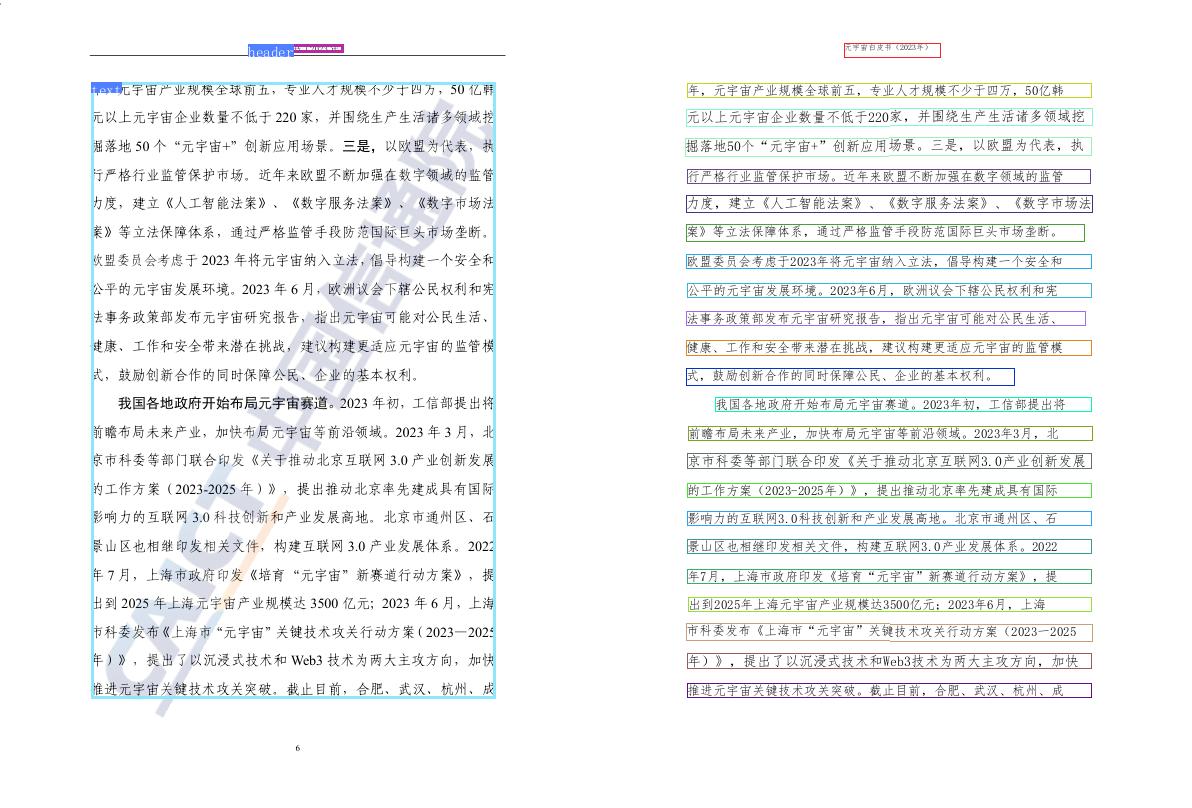 header
text
年，元宇宙产业规模全球前五，专业人才规模不少于四万，50 亿韩
元以上元宇宙企业数量不低于 220 家，并围绕生产生活诸多领域挖
掘落地 50 个“元宇宙+”创新应用场景。三是，以欧盟为代表，执
行严格行业监管保护市场。近年来欧盟不断加强在数字领域的监管
力度，建立《人工智能法案》、《数字服务法案》、《数字市场法
案》等立法保障体系，通过严格监管手段防范国际巨头市场垄断。
欧盟委员会考虑于 2023 年将元宇宙纳入立法，倡导构建一个安全和
公平的元宇宙发展环境。2023 年 6 月，欧洲议会下辖公民权利和宪
法事务政策部发布元宇宙研究报告，指出元宇宙可能对公民生活、
健康、工作和安全带来潜在挑战，建议构建更适应元宇宙的监管模
式，鼓励创新合作的同时保障公民、企业的基本权利。
我国各地政府开始布局元宇宙赛道。2023 年初，工信部提出将
前瞻布局未来产业，加快布局元宇宙等前沿领域。2023 年 3 月，北
京市科委等部门联合印发《关于推动北京互联网 3.0 产业创新发展
的工作方案（2023-2025 年）》，提出推动北京率先建成具有国际
影响力的互联网 3.0 科技创新和产业发展高地。北京市通州区、石
景山区也相继印发相关文件，构建互联网 3.0 产业发展体系。2022
年 7 月，上海市政府印发《培育“元宇宙”新赛道行动方案》，提
出到 2025 年上海元宇宙产业规模达 3500 亿元；2023 年 6 月，上海
市科委发布《上海市“元宇宙”关键技术攻关行动方案（2023—2025
年）》，提出了以沉浸式技术和 Web3 技术为两大主攻方向，加快
推进元宇宙关键技术攻关突破。截止目前，合肥、武汉、杭州、成
CAICT 中国信通院
6
元宇宙白皮书（2023年）
年，元宇宙产业规模全球前五，专业人才规模不少于四万，50亿韩
元以上元宇宙企业数量不低于220家，并围绕生产生活诸多领域挖
掘落地50个“元宇宙+”创新应用场景。三是，以欧盟为代表，执
行严格行业监管保护市场。近年来欧盟不断加强在数字领域的监管
力度，建立《人工智能法案》、《数字服务法案》、《数字市场法
案》等立法保障体系，通过严格监管手段防范国际巨头市场垄断。
欧盟委员会考虑于2023年将元宇宙纳入立法，倡导构建一个安全和
公平的元宇宙发展环境。2023年6月，欧洲议会下辖公民权利和宪
法事务政策部发布元宇宙研究报告，指出元宇宙可能对公民生活、
健康、工作和安全带来潜在挑战，建议构建更适应元宇宙的监管模
式，鼓励创新合作的同时保障公民、企业的基本权利。
我国各地政府开始布局元宇宙赛道。2023年初，工信部提出将
前瞻布局未来产业，加快布局元宇宙等前沿领域。2023年3月，北
京市科委等部门联合印发《关于推动北京互联网3.0产业创新发展
的工作方案（2023-2025年）》，提出推动北京率先建成具有国际
影响力的互联网3.0科技创新和产业发展高地。北京市通州区、石
景山区也相继印发相关文件，构建互联网3.0产业发展体系。2022
年7月，上海市政府印发《培育“元宇宙”新赛道行动方案》，提
出到2025年上海元宇宙产业规模达3500亿元；2023年6月，上海
市科委发布《上海市“元宇宙”关键技术攻关行动方案（2023一2025
年）》，提出了以沉浸式技术和Web3技术为两大主攻方向，加快
推进元宇宙关键技术攻关突破。截止目前，合肥、武汉、杭州、成